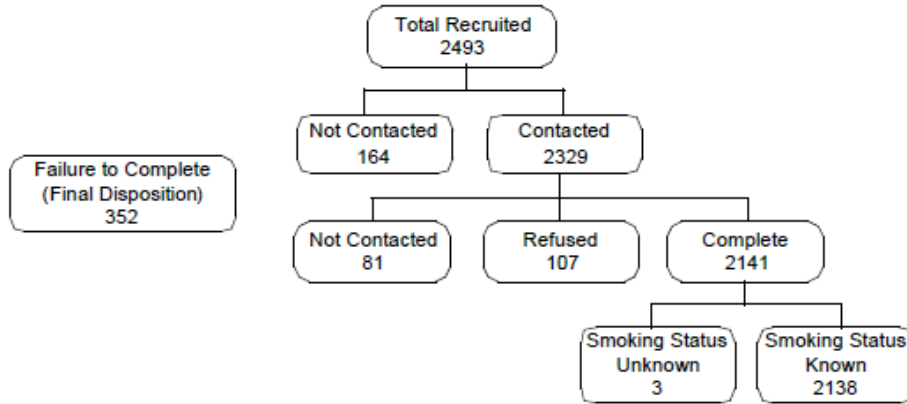 Total Recruited
2493
Not Contacted
164
Contacted
2329
Failure to Complete
(Final Disposition)
352
Not Contacted
81
Refused
107
Complete
2141
Smoking Status
Unknown
3
Smoking Status
Known
2138